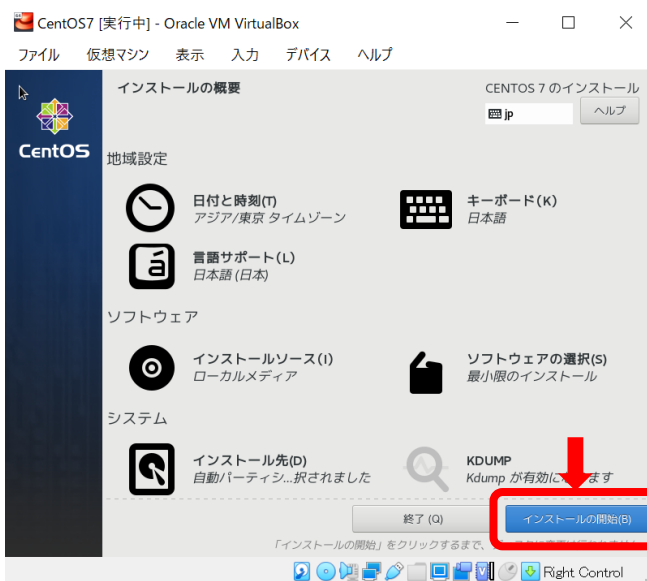 CentOS7 [実行中] - Oracle VM VirtualBox
ファイル 仮想マシン 表示 入力 デバイス ヘルプ
インストールの概要
CENTOS 7 のインストール
jp
ヘルプ
CentOS
地域設定
日付と時刻(T)
アジア/東京 タイムゾーン
キーボード(K)
日本語
言語サポート(L)
日本語 (日本)
ソフトウェア
インストールソース(I)
ローカルメディア
ソフトウェアの選択(S)
最小限のインストール
システム
インストール先(D)
自動パーティシ...択されました
KDUMP
Kdump が有効に
ます
終了 (Q)
インストールの開始(B)
「インストールの開始」をクリックするまで、
Right Control